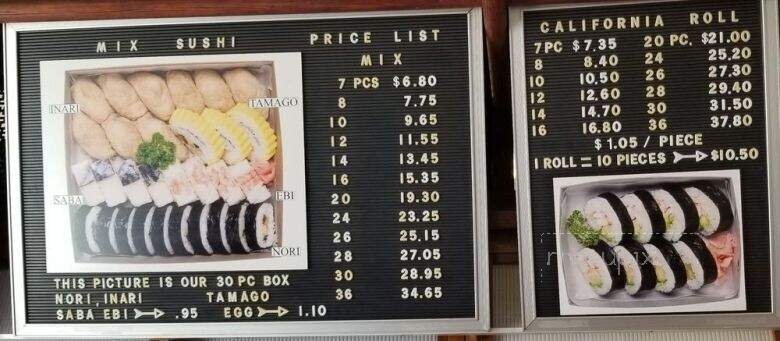 MIX SUSHI PRICE LIST
MIX
7 PCS $6.80
8 7.75
10 9.65
12 11.55
14 13.45
16 15.35
20 19.30
24 23.25
26 25.15
28 27.05
30 28.95
36 34.65
INARI
TAMAGO
SABA
EBI
NORI
THIS PICTURE IS OUR 30 PC BOX
NORI, INARI TAMAGO
SABA EBI .95 EGG 1.10
CALIFORNIA ROLL
7 PC $7.35 20 PC. $21.00
8 8.40 24 25.20
10 10.50 26 27.30
12 12.60 28 29.40
14 14.70 30 31.50
16 16.80 36 37.80
$1.05 / PIECE
1 ROLL = 10 PIECES $10.50